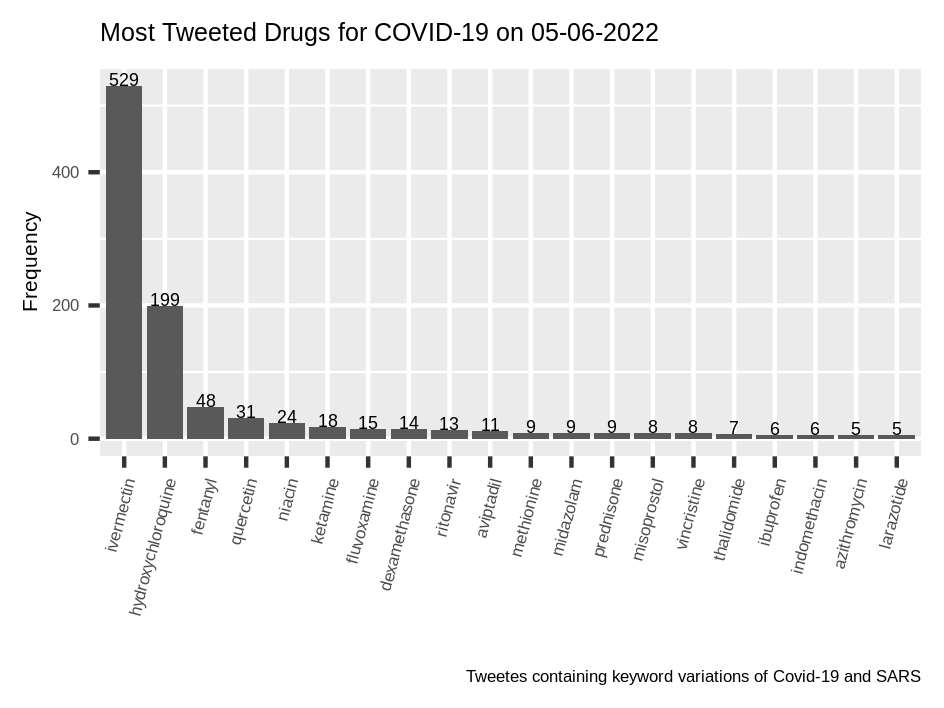 Most Tweeted Drugs for COVID-19 on 05-06-2022
Frequency
400
200
0
529
199
48
31
24
18
15
14
13
11
9
9
9
8
8
7
6
6
5
5
ivermectin
hydroxychloroquine
fentanyl
quercetin
niacin
ketamine
fluvoxamine
dexamethasone
ritonavir
aviptadil
methionine
midazolam
prednisone
misoprostol
vincristine
thalidomide
ibuprofen
indomethacin
azithromycin
larazotide
Tweetes containing keyword variations of Covid-19 and SARS